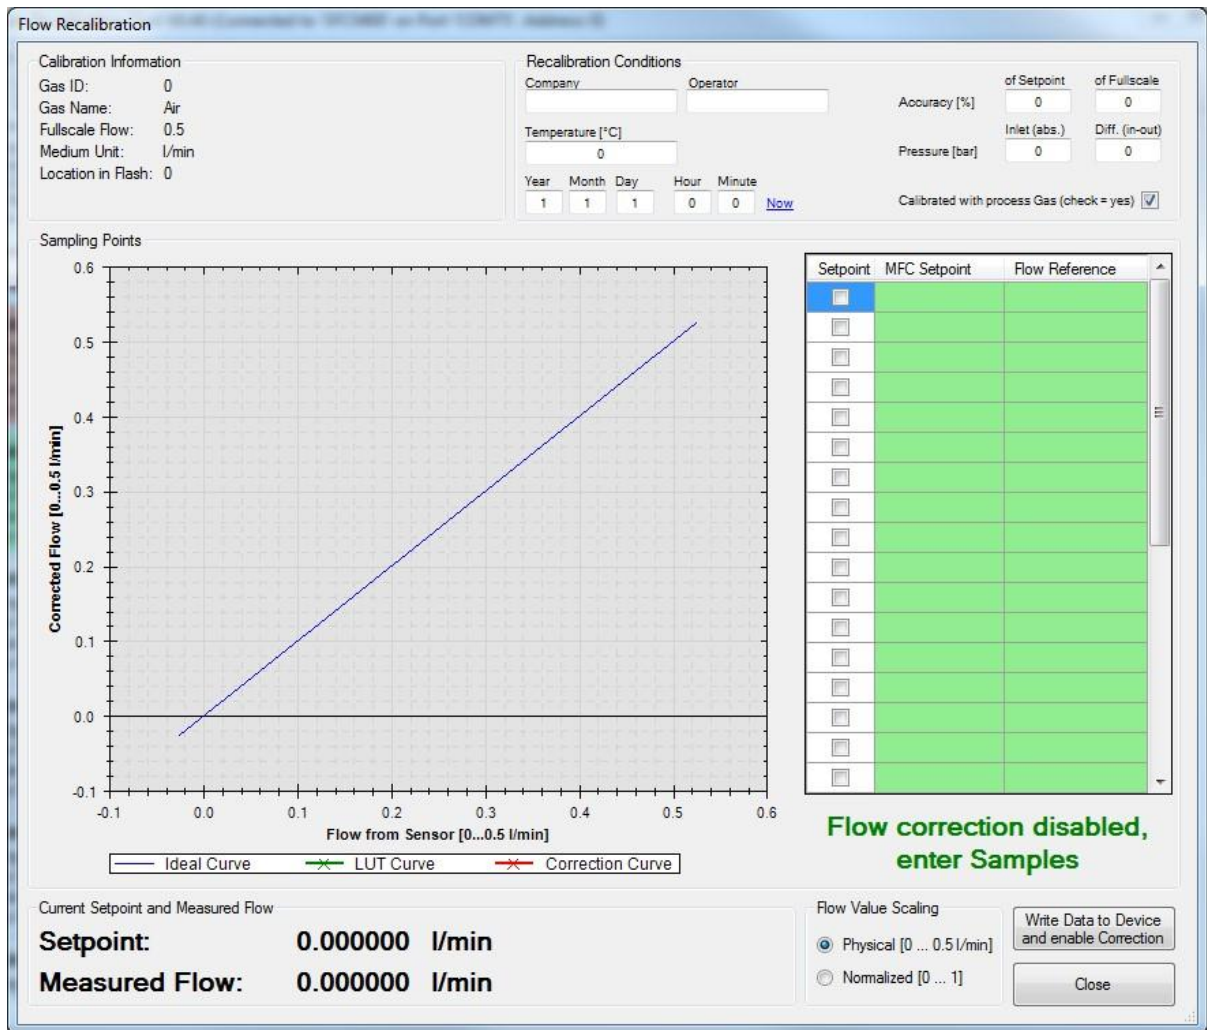 Flow Recalibration
Calibration Information
Gas ID: 0
Gas Name: Air
Fullscale Flow: 0.5
Medium Unit: l/min
Location in Flash: 0
Recalibration Conditions
Company Operator
of Setpoint of Fullscale
Accuracy [%] 0 0
Temperature [°C]
0
Inlet (abs.) Diff. (in-out)
Pressure [bar] 0 0
Year Month Day Hour Minute
1 1 1 0 0 Now
Calibrated with process Gas (check = yes)
Sampling Points
0.6
0.5
0.4
0.3
0.2
0.1
0.0
-0.1
Corrected Flow [0...0.5 l/min]
-0.1 0.0 0.1 0.2 0.3 0.4 0.5 0.6
Flow from Sensor [0...0.5 l/min]
Ideal Curve LUT Curve Correction Curve
Setpoint MFC Setpoint Flow Reference
Flow correction disabled,
enter Samples
Current Setpoint and Measured Flow
Setpoint: 0.000000 l/min
Measured Flow: 0.000000 l/min
Flow Value Scaling
Physical [0 ... 0.5 l/min]
Normalized [0 ... 1]
Write Data to Device
and enable Correction
Close